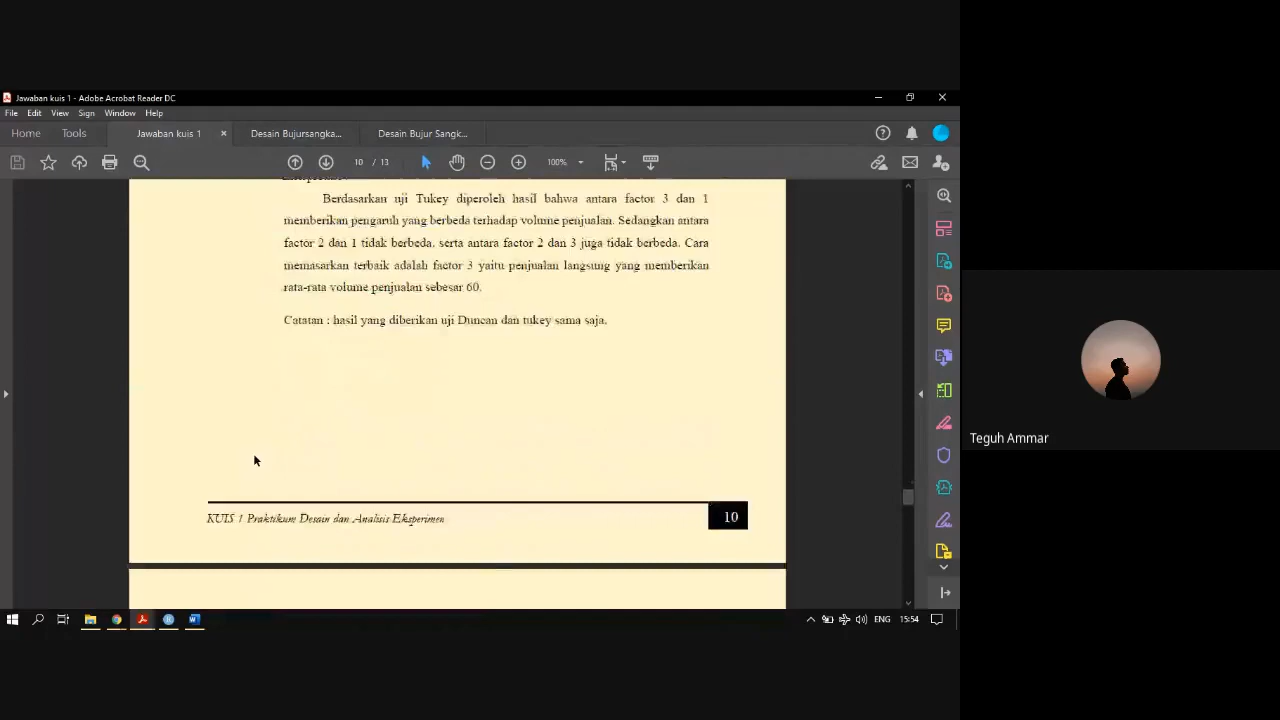 Jawaban kuis 1 - Adobe Acrobat Reader DC
File Edit View Sign Window Help
Home Tools Jawaban kuis 1 × Desain Bujursangka... Desain Bujur Sangk...
10 / 13 100%
Berdasarkan uji Tukey diperoleh hasil bahwa antara factor 3 dan 1
memberikan pengaruh yang berbeda terhadap volume penjualan. Sedangkan antara
factor 2 dan 1 tidak berbeda, serta antara factor 2 dan 3 juga tidak berbeda. Cara
memasarkan terbaik adalah factor 3 yaitu penjualan langsung yang memberikan
rata-rata volume penjualan sebesar 60.
Catatan : hasil yang diberikan uji Duncan dan tukey sama saja.
KUIS 1 Praktikum Desain dan Analisis Eksperimen 10
Teguh Ammar
ENG 15:54